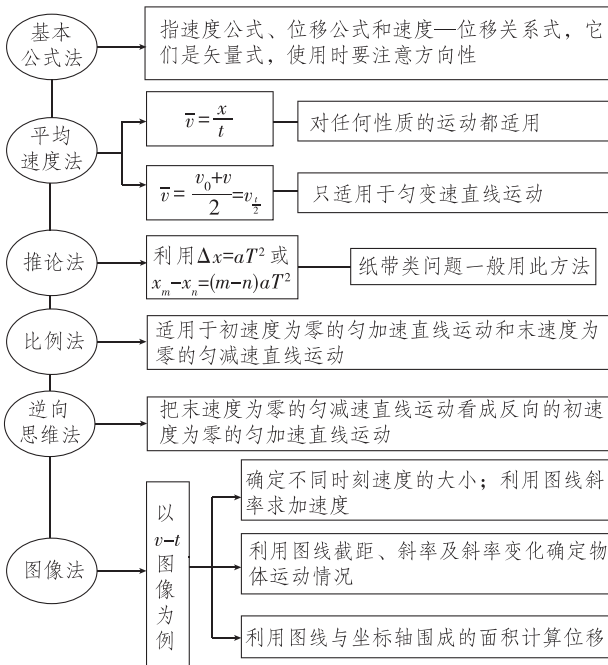 基本
公式法
指速度公式、位移公式和速度—位移关系式，它
们是矢量式，使用时要注意方向性
平均
速度法
v̄=x/t
对任何性质的运动都适用
v̄=(v₀+v)/2=v_{t/2}
只适用于匀变速直线运动
推论法
利用Δx=aT²或
xₘ-xₙ=(m-n)aT²
纸带类问题一般用此方法
比例法
适用于初速度为零的匀加速直线运动和末速度为
零的匀减速直线运动
逆向
思维法
把末速度为零的匀减速直线运动看成反向的初速
度为零的匀加速直线运动
图像法
以
v-t
图
像
为
例
确定不同时刻速度的大小；利用图线斜
率求加速度
利用图线截距、斜率及斜率变化确定物
体运动情况
利用图线与坐标轴围成的面积计算位移